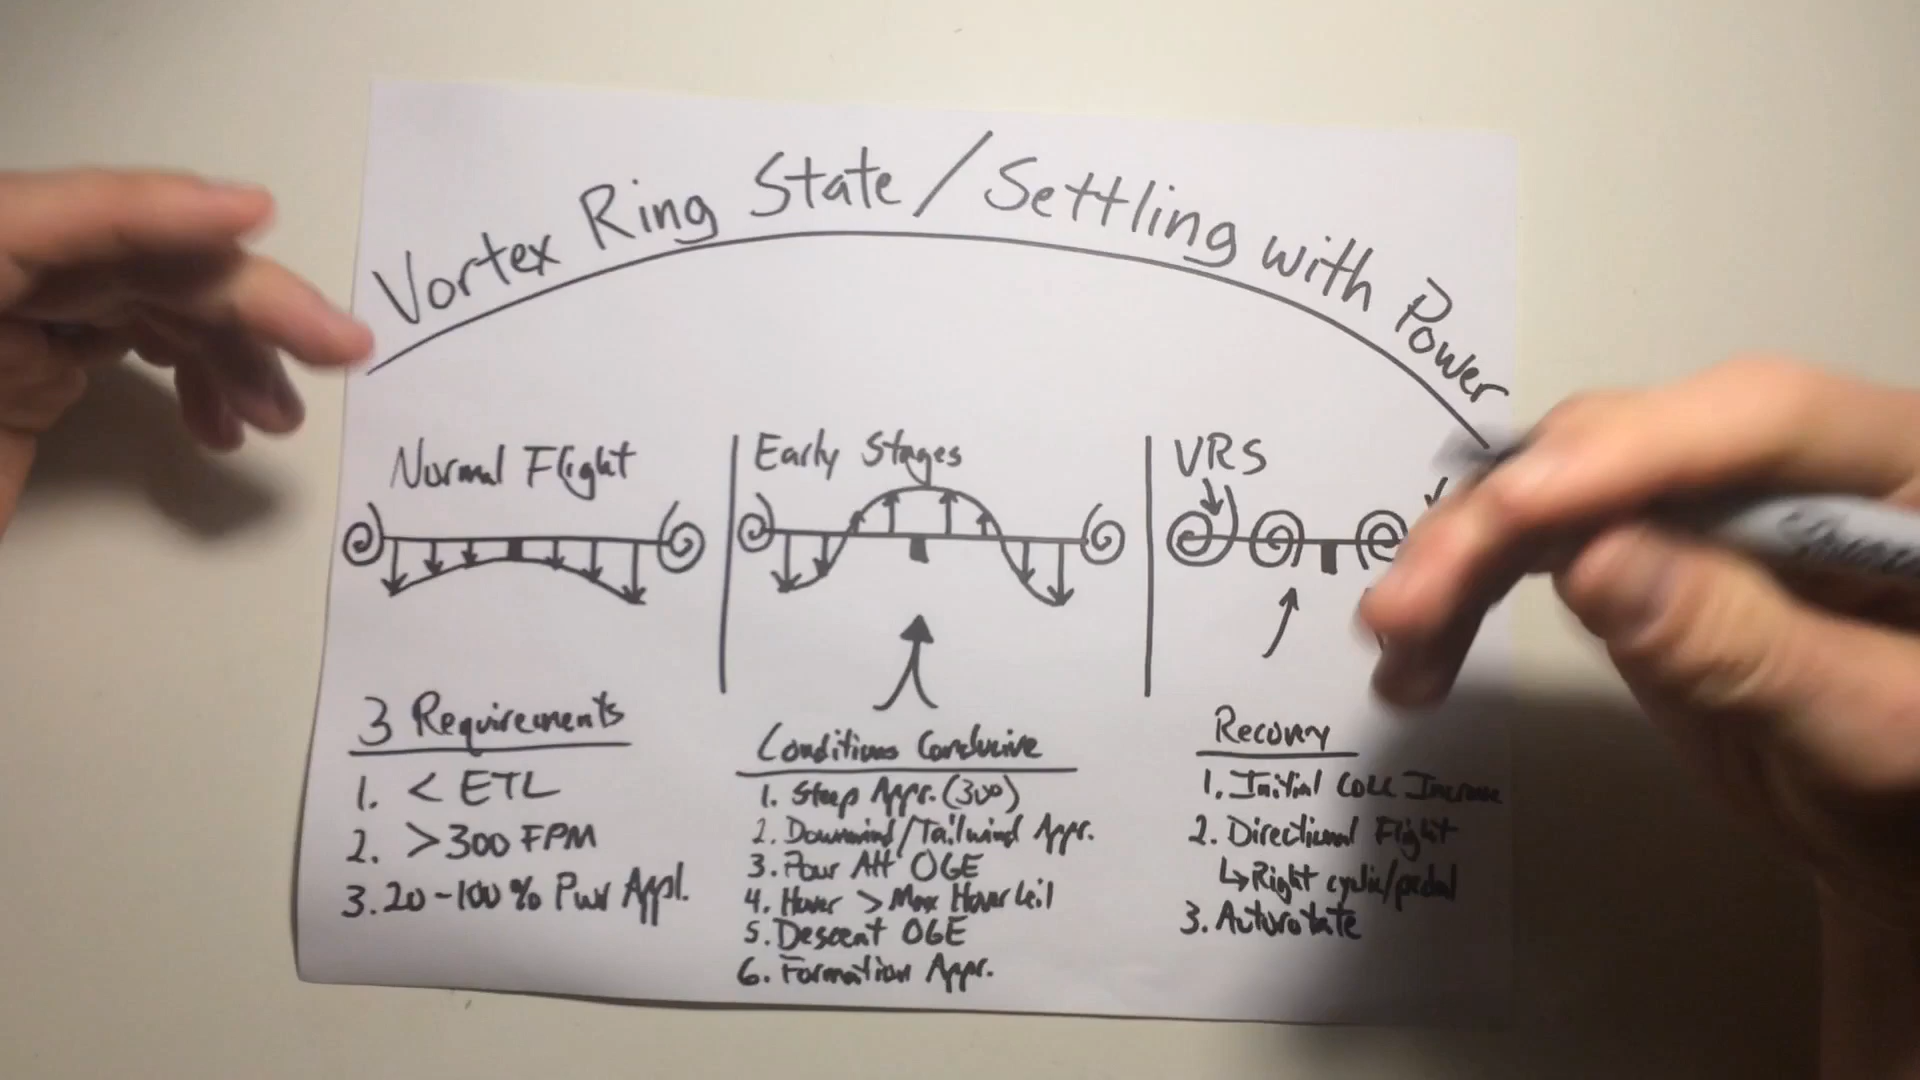 Vortex Ring State / Settling with Power
Normal Flight
Early Stages
VRS
3 Requirements
1. < ETL
2. >300 FPM
3. 20-100% Pwr Appl.
Conditions Conducive
1. Steep Appr. (300)
2. Downwind/Tailwind Appr.
3. Att OGE
4. Hover > Max Hover Ceil
5. Descent OGE
6. Formation Appr.
Recovery
1. Initial Coll Increase
2. Directional Flight
↳ Right cyclic/pedal
3. Autorotate